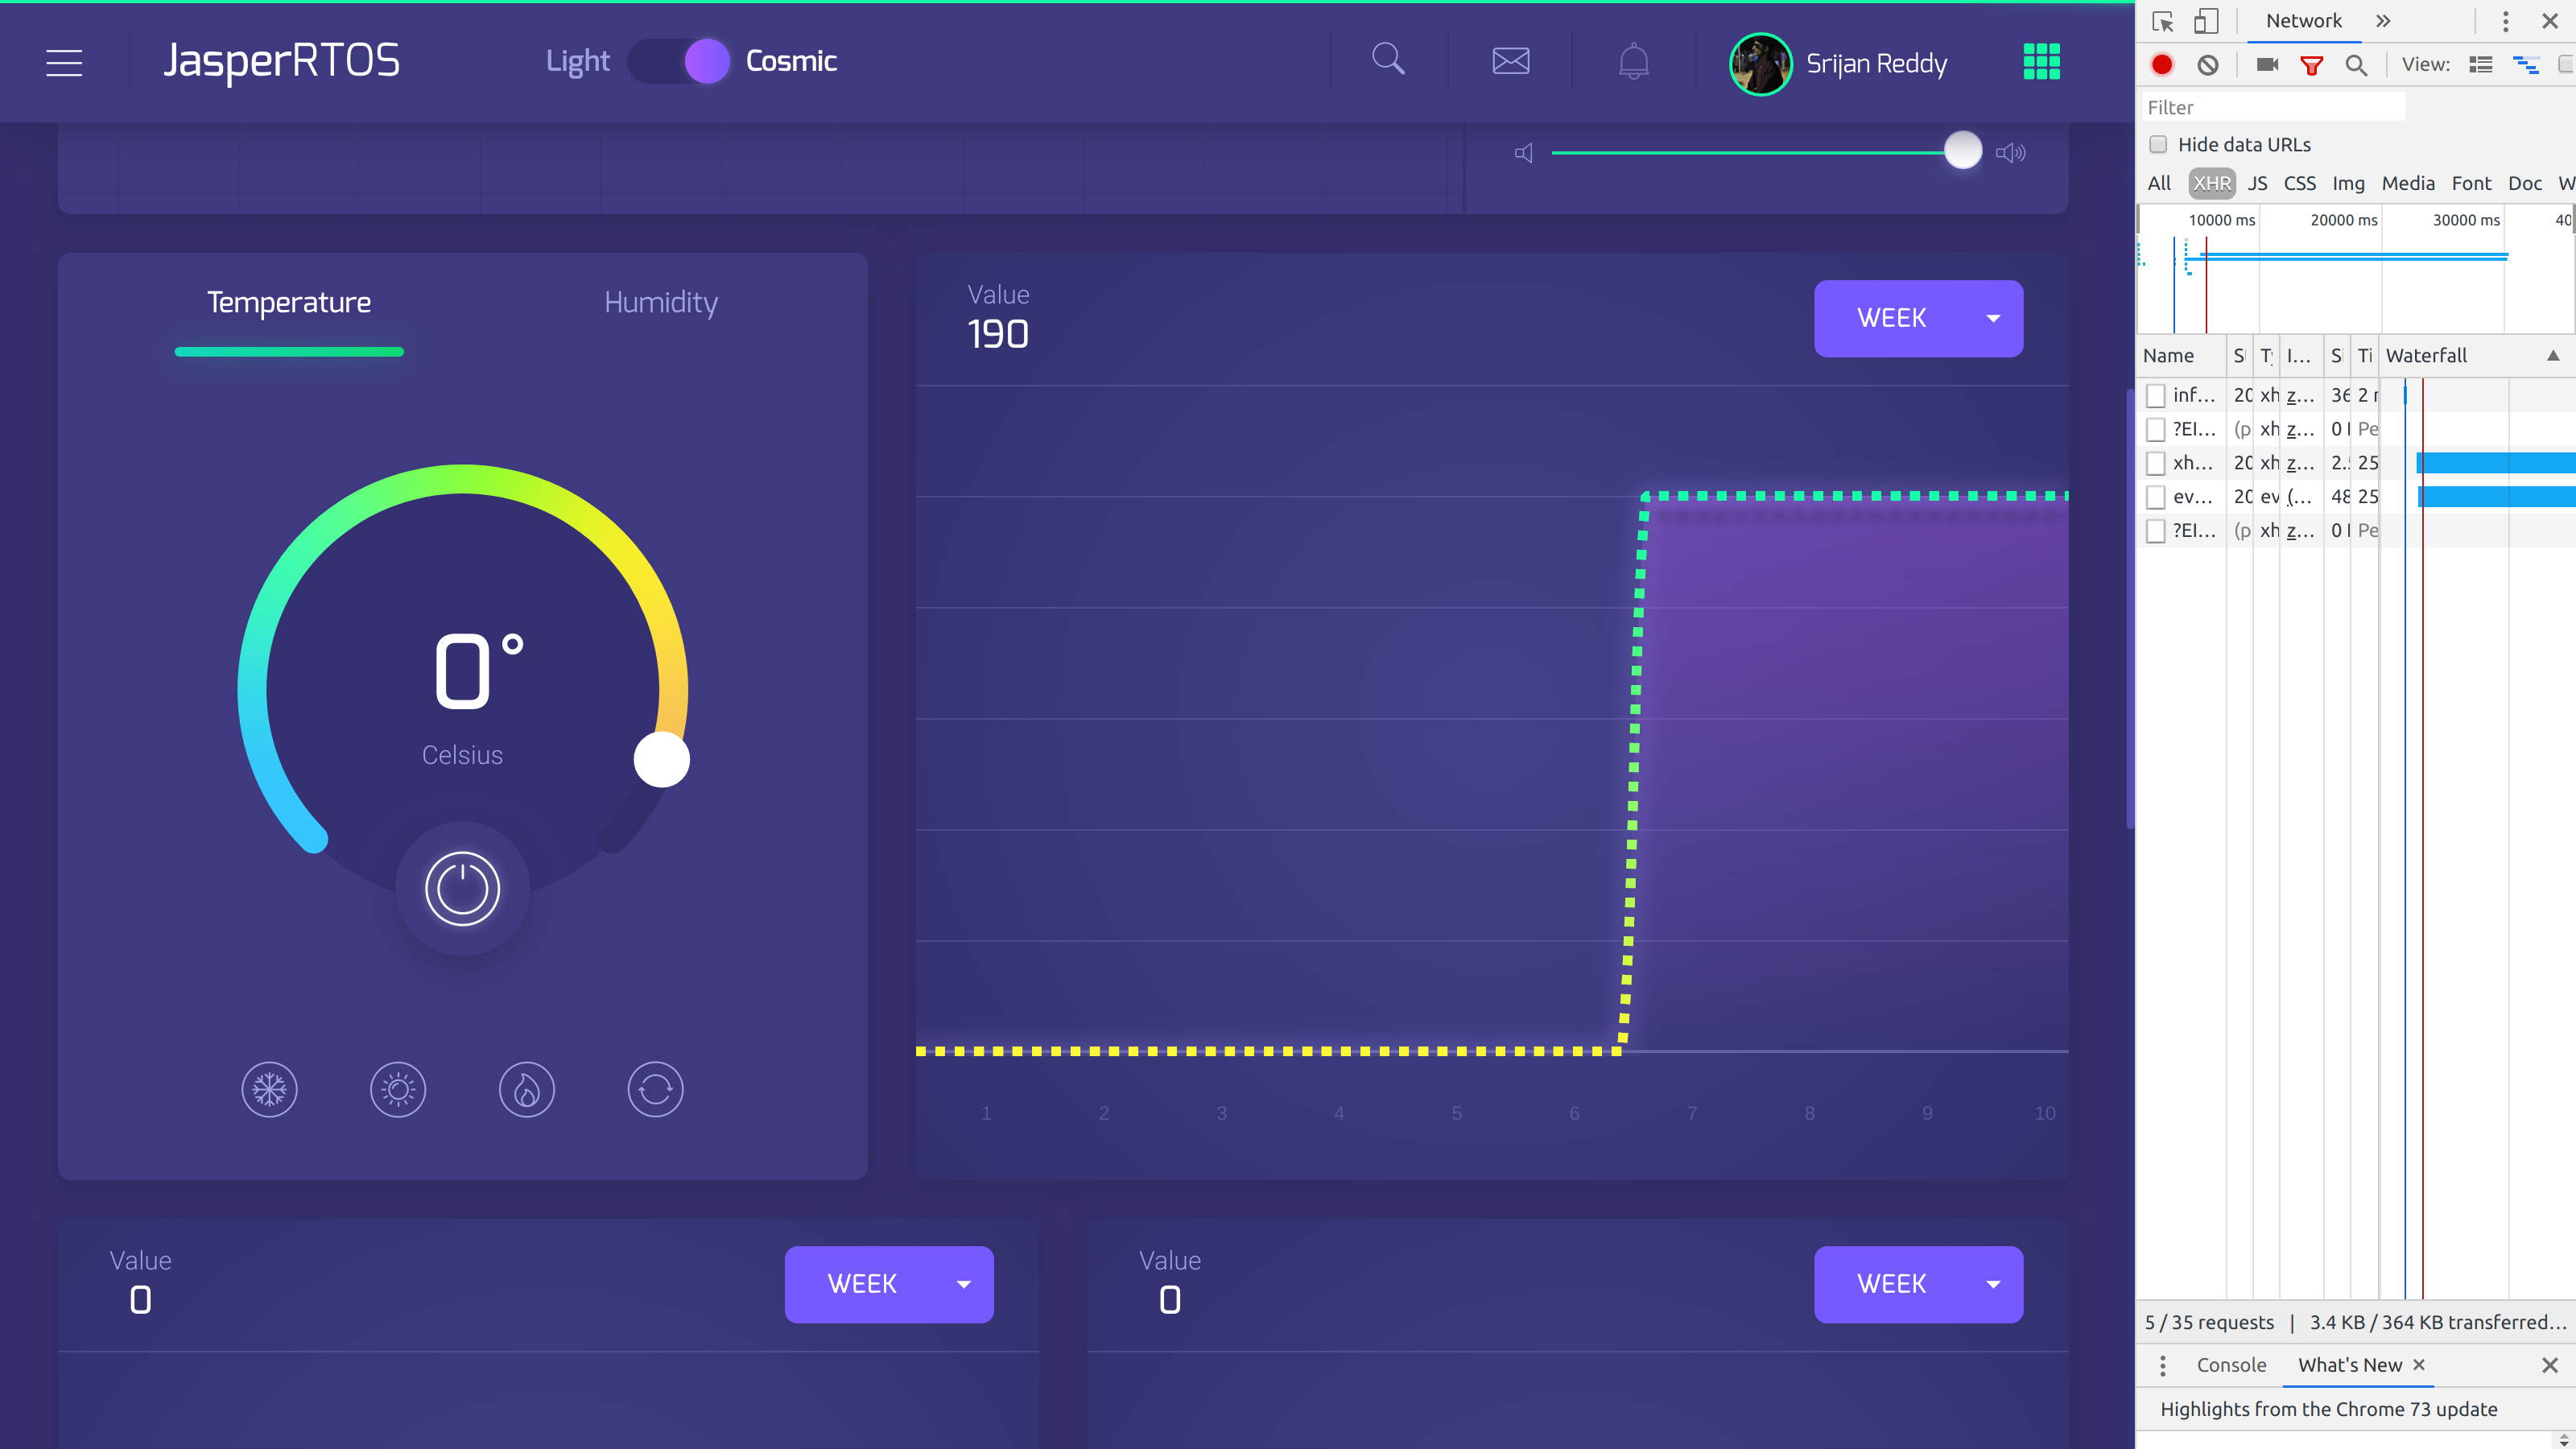 JasperRTOS
Light Cosmic
Srijan Reddy
Temperature Humidity
0°
Celsius
Value
190
WEEK
1 2 3 4 5 6 7 8 9 10
Value
0
WEEK
Value
0
WEEK
Network
View:
Filter
Hide data URLs
All XHR JS CSS Img Media Font Doc W
10000 ms 20000 ms 30000 ms 40
Name I... Ti Waterfall
inf... 20 xh z... 36 2
?EI... (p xh z... 0 Pe
xh... 20 xh z... 2. 25
ev... 20 ev (... 48 25
?EI... (p xh z... 0 Pe
5 / 35 requests | 3.4 KB / 364 KB transferred...
Console What's New
Highlights from the Chrome 73 update